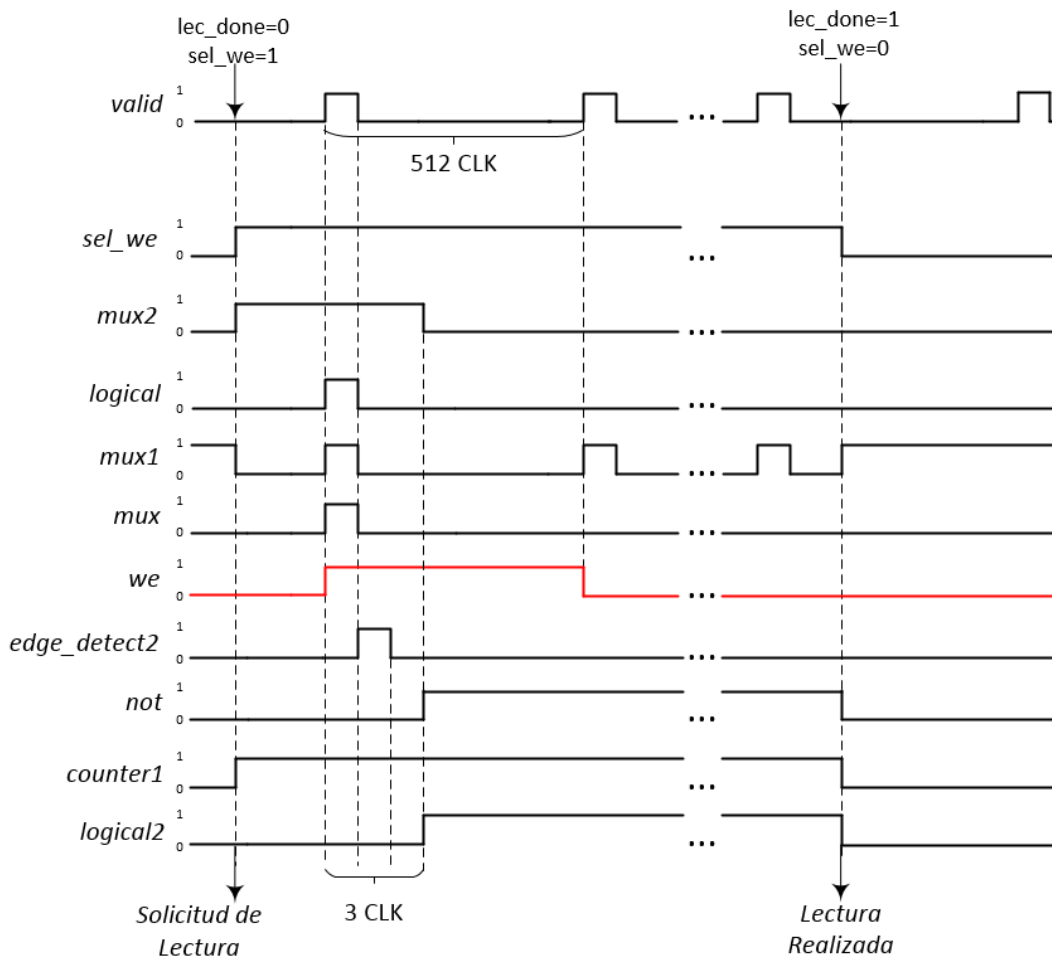 lec_done=0
sel_we=1
lec_done=1
sel_we=0
valid
1
0
...
512 CLK
sel_we
1
0
...
mux2
1
0
...
logical
1
0
...
mux1
1
0
...
mux
1
0
...
we
1
0
...
edge_detect2
1
0
...
not
1
0
...
counter1
1
0
...
logical2
1
0
...
3 CLK
Solicitud de
Lectura
Lectura
Realizada